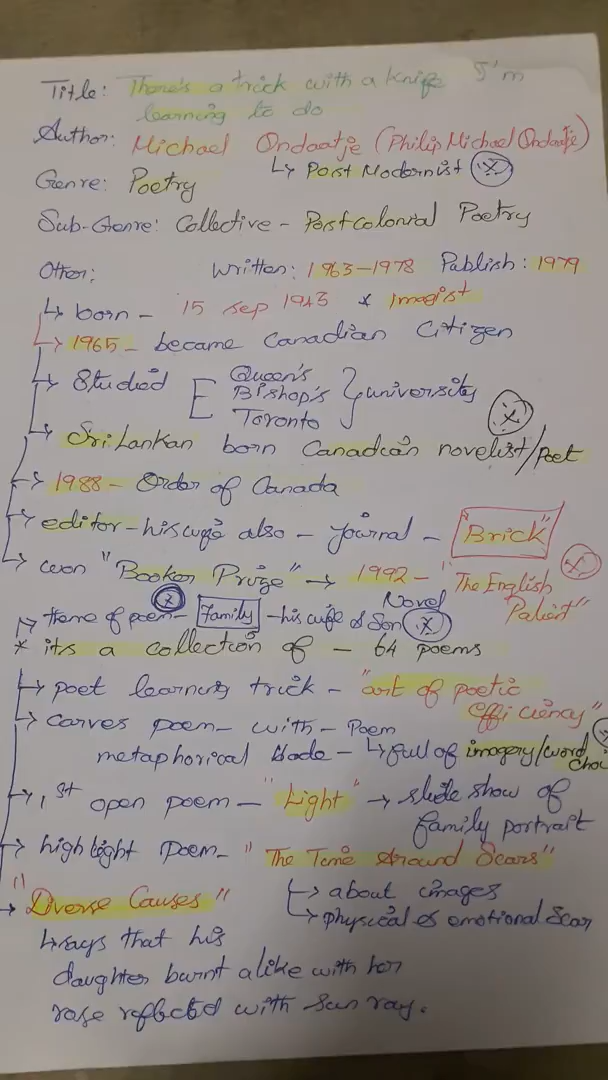 Title: There's a trick with a knife I'm
learning to do
Author: Michael Ondaatje (Philip Michael Ondaatje)
↳ Post Modernist
Genre: Poetry
Sub-Genre: Collective - Postcolonial Poetry
Other: Written: 1963-1978 Publish: 1979
↳ born - 15 sep 1943 * Imagist
→ 1965 - became Canadian Citizen
→ Studied [ Queen's
Bishop's } university
Toronto
→ Sri Lankan born Canadian novelist/poet
→ 1988 - Order of Canada
→ editor - his wife also - journal - "Brick"
↳ won "Booker Prize" → 1992 - "The English
Patient"
Novel
→ theme of poem - Family - his wife & son
* its a collection of - 64 poems
→ poet learning trick - "art of poetic
efficiency"
→ carves poem - with - Poem
metaphorical blade - ↳ full of imagery/word
choi
→ 1st open poem - "Light" → slide show of
family portrait
→ highlight poem - "The Time Around Scars"
→ about images
→ physical & emotional Scar
→ "Diverse Causes"
↳ says that his
daughter burnt alike with her
rose reflected with Sun ray.